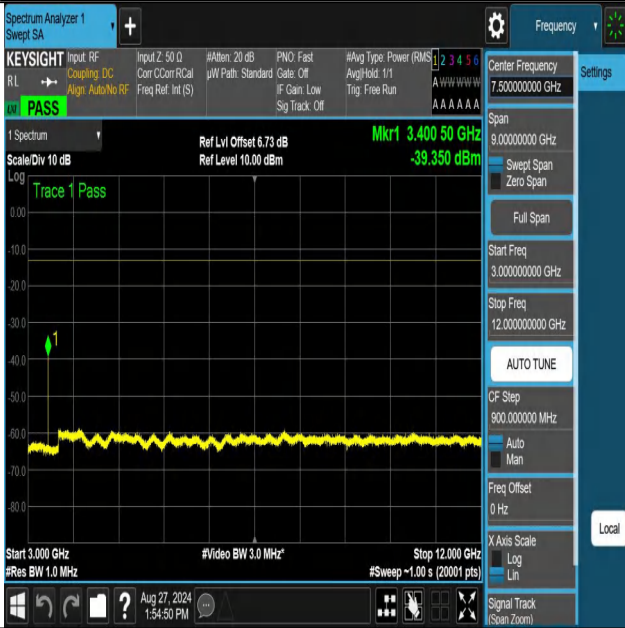 Spectrum Analyzer 1
Swept SA
+
Frequency
KEYSIGHT
RL
PASS
Input: RF
Coupling: DC
Align: Auto/No RF
Input Z: 50 Ω
Corr CCorr RCal
Freq Ref: Int (S)
#Atten: 20 dB
µW Path: Standard
PNO: Fast
Gate: Off
IF Gain: Low
Sig Track: Off
#Avg Type: Power (RMS
Avg|Hold: 1/1
Trig: Free Run
1 2 3 4 5 6
A W W W W W
A A A A A A
1 Spectrum
Scale/Div 10 dB
Ref Lvl Offset 6.73 dB
Ref Level 10.00 dBm
Mkr1 3.400 50 GHz
-39.350 dBm
Log
Trace 1 Pass
0.00
-10.0
-20.0
-30.0
1
-40.0
-50.0
-60.0
-70.0
-80.0
Start 3.000 GHz
#Res BW 1.0 MHz
#Video BW 3.0 MHz*
Stop 12.000 GHz
#Sweep ~1.00 s (20001 pts)
?
Aug 27, 2024
1:54:50 PM
Center Frequency
7.500000000 GHz
Span
9.00000000 GHz
Swept Span
Zero Span
Full Span
Start Freq
3.000000000 GHz
Stop Freq
12.000000000 GHz
AUTO TUNE
CF Step
900.000000 MHz
Auto
Man
Freq Offset
0 Hz
X Axis Scale
Log
Lin
Signal Track
(Span Zoom)
Settings
Local